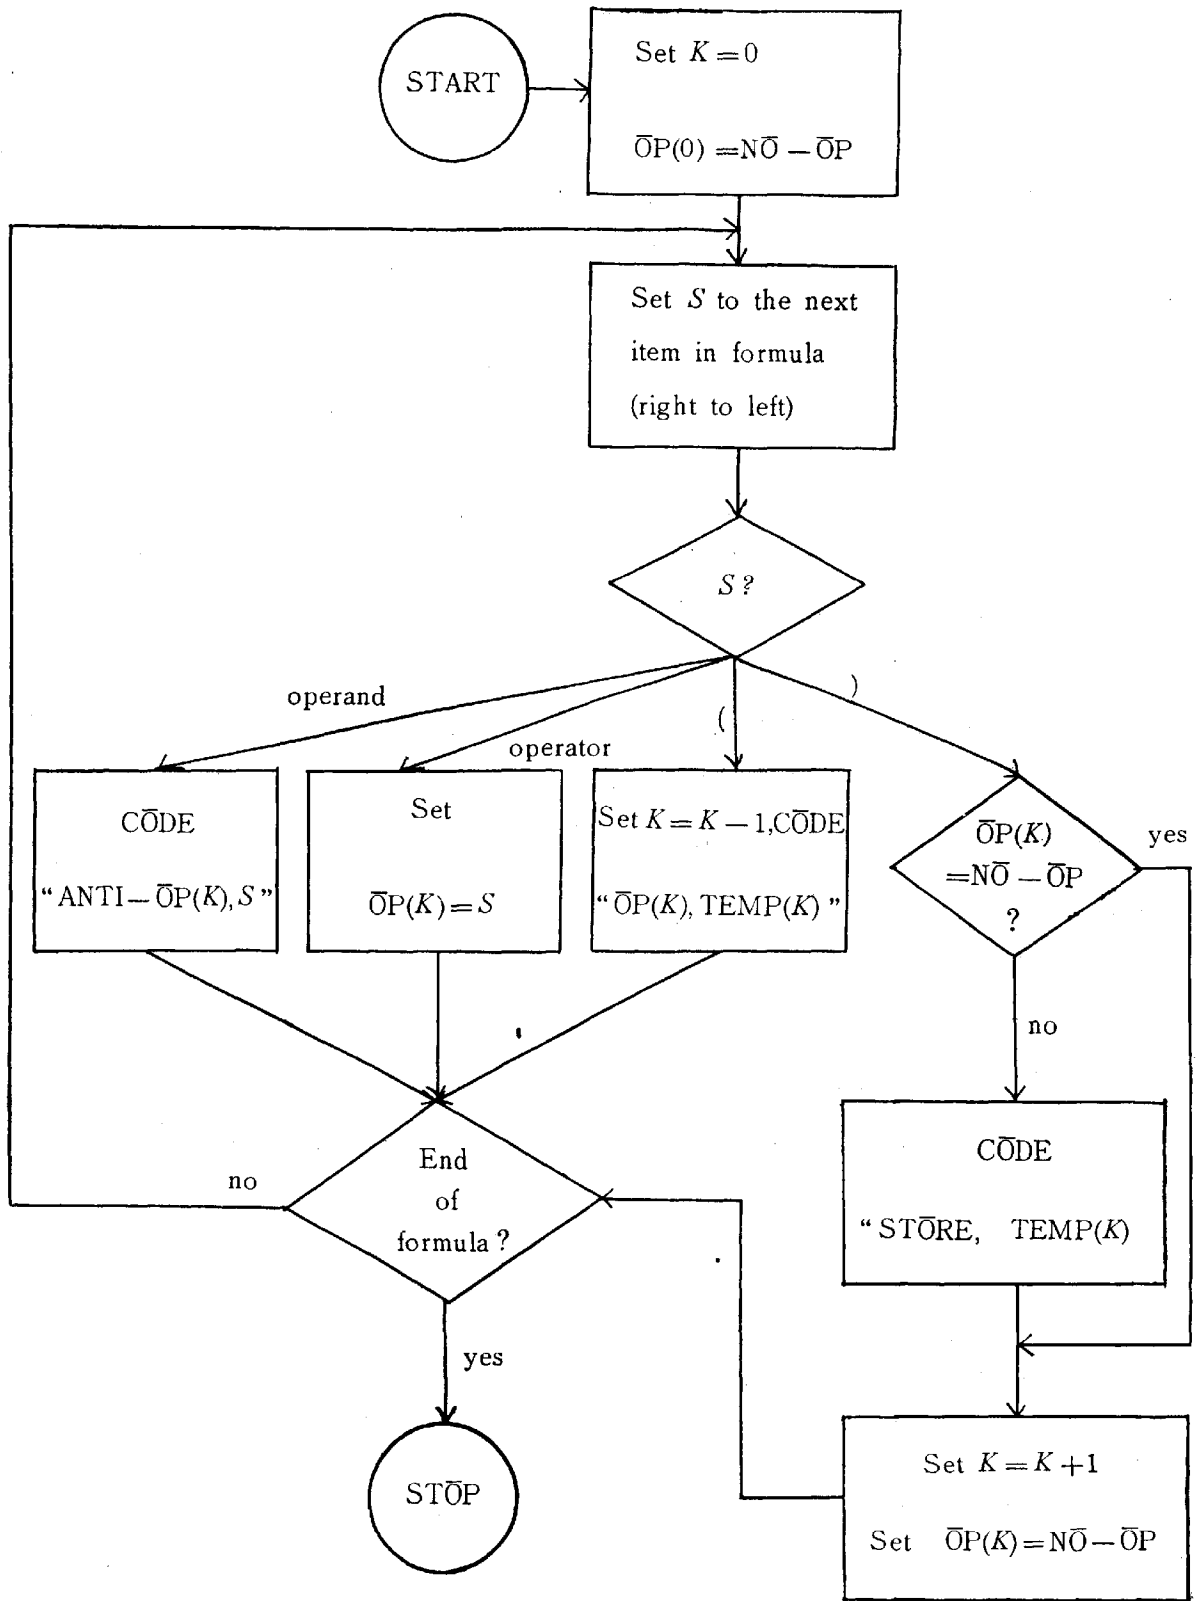 START
Set K = 0
ŌP(0) = NŌ − ŌP
Set S to the next
item in formula
(right to left)
S ?
operand
operator
(
)
CŌDE
“ ANTI − ŌP(K), S ”
Set
ŌP(K) = S
Set K = K − 1, CŌDE
“ ŌP(K), TEMP(K) ”
ŌP(K)
= NŌ − ŌP
?
yes
no
CŌDE
“ STŌRE, TEMP(K)
no
End
of
formula ?
yes
STŌP
Set K = K + 1
Set ŌP(K) = NŌ − ŌP